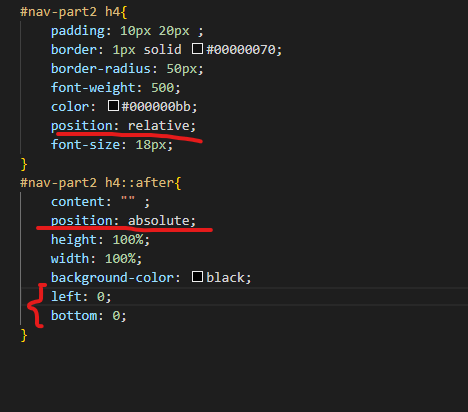 #nav-part2 h4{
padding: 10px 20px ;
border: 1px solid #00000070;
border-radius: 50px;
font-weight: 500;
color: #000000bb;
position: relative;
font-size: 18px;
}
#nav-part2 h4::after{
content: "" ;
position: absolute;
height: 100%;
width: 100%;
background-color: black;
left: 0;
bottom: 0;
}